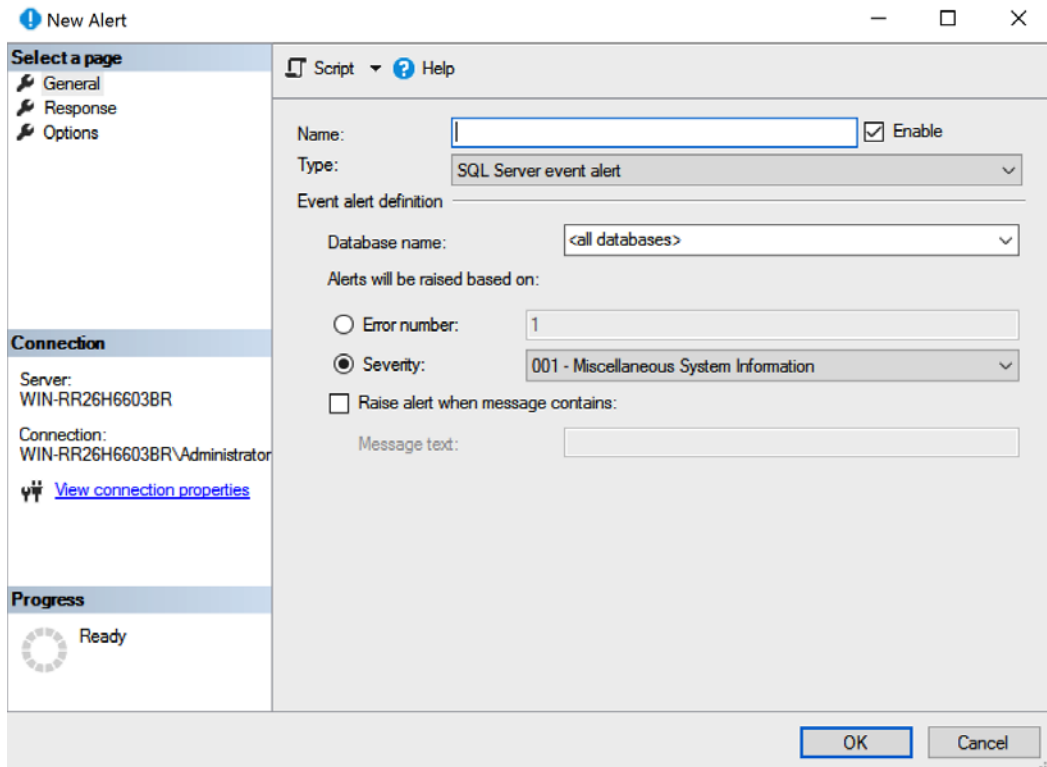 New Alert
Select a page
General
Response
Options
Script
Help
Name:
Enable
Type:
SQL Server event alert
Event alert definition
Database name:
<all databases>
Alerts will be raised based on:
Error number:
1
Severity:
001 - Miscellaneous System Information
Raise alert when message contains:
Message text:
Connection
Server:
WIN-RR26H6603BR
Connection:
WIN-RR26H6603BR\Administrator
View connection properties
Progress
Ready
OK
Cancel